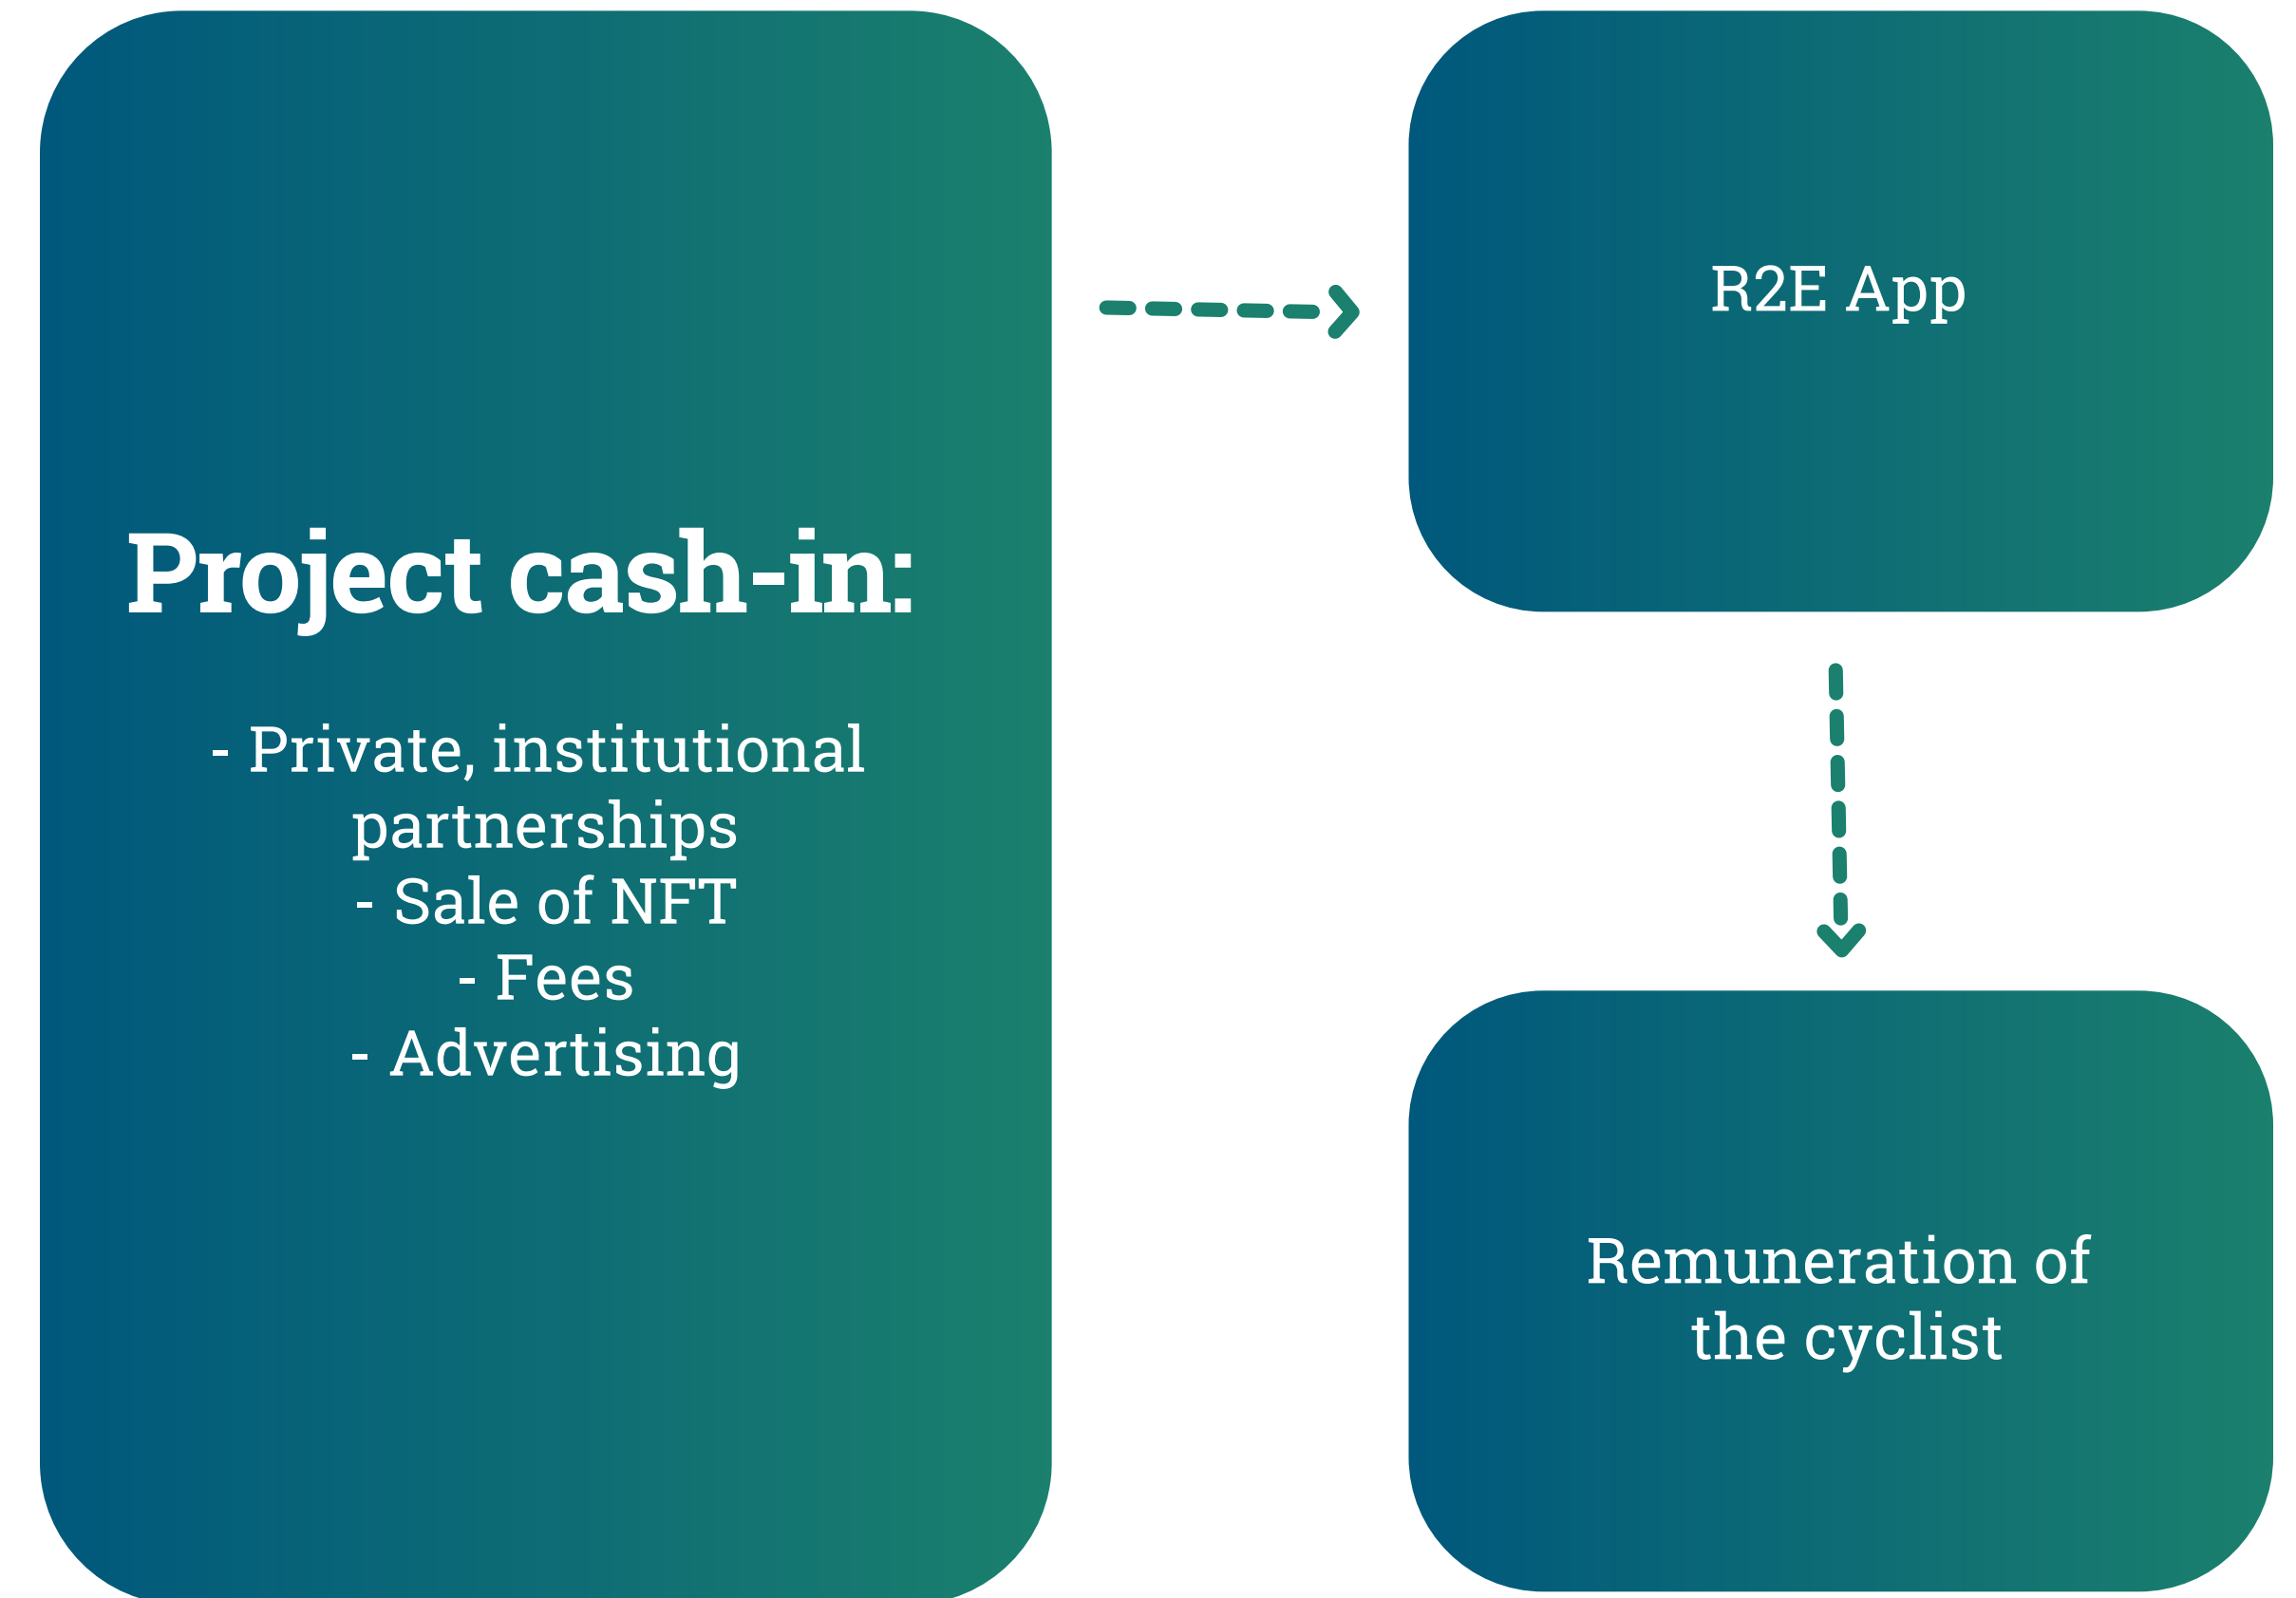 Project cash-in:
- Private, institutional
partnerships
- Sale of NFT
- Fees
- Advertising
R2E App
Remuneration of
the cyclist